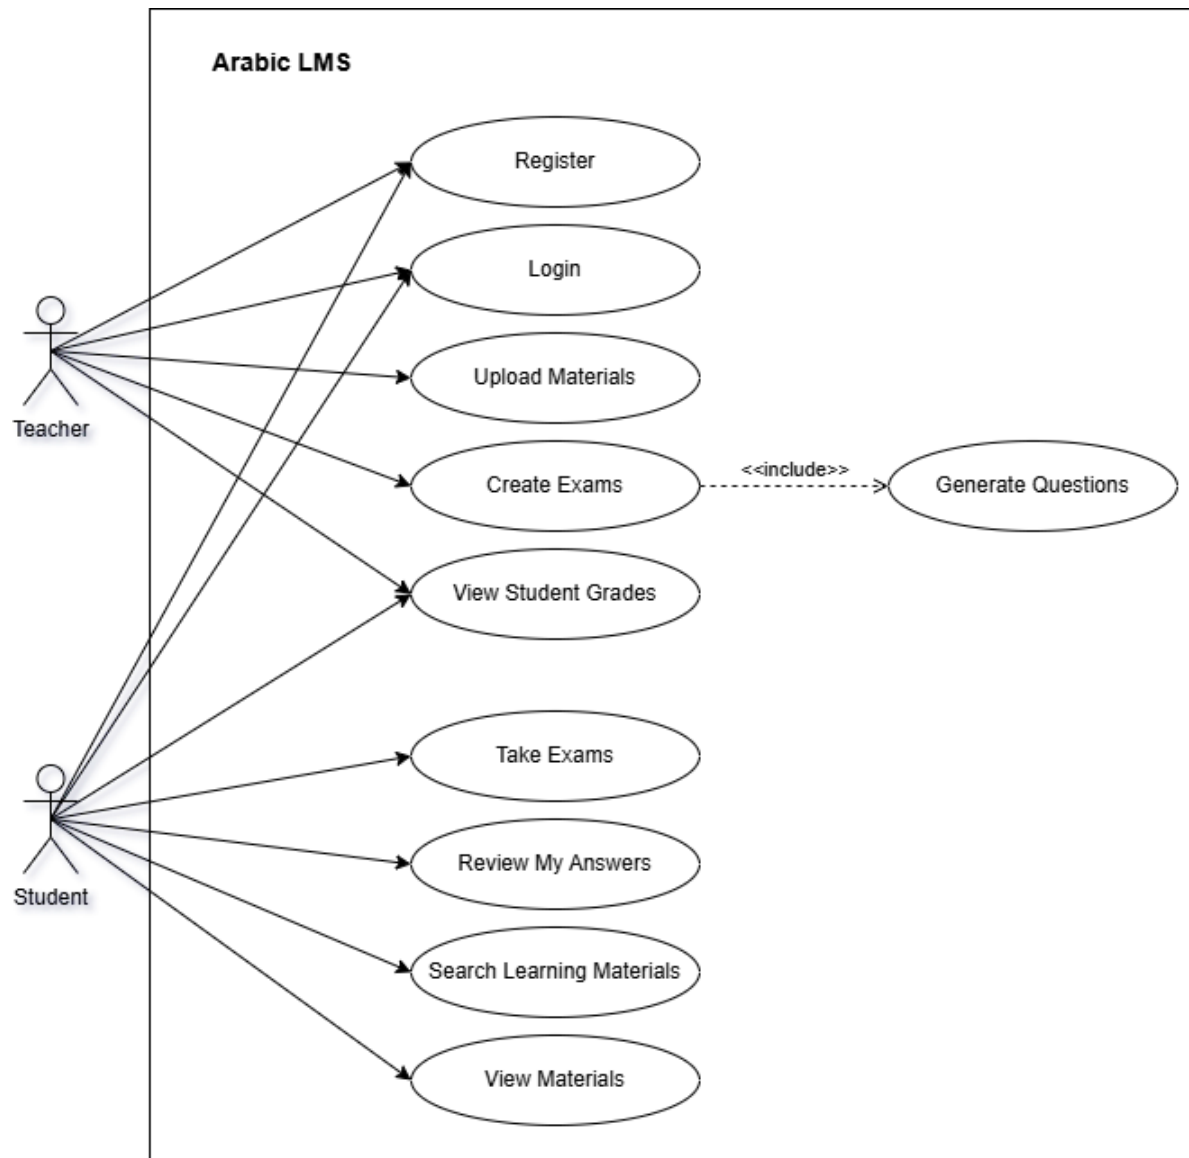 Arabic LMS
Register
Login
Upload Materials
Teacher
Create Exams
<<include>>
Generate Questions
View Student Grades
Take Exams
Review My Answers
Student
Search Learning Materials
View Materials